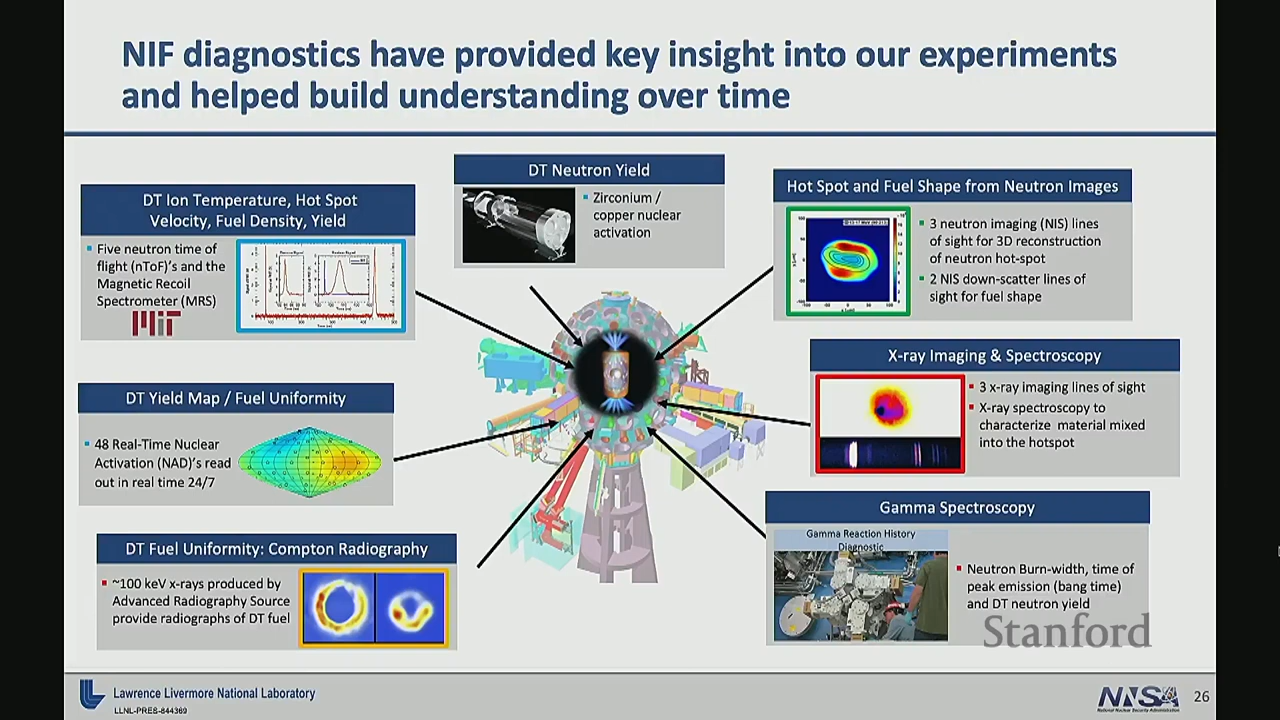 NIF diagnostics have provided key insight into our experiments
and helped build understanding over time
DT Ion Temperature, Hot Spot
Velocity, Fuel Density, Yield
Five neutron time of
flight (nToF)'s and the
Magnetic Recoil
Spectrometer (MRS)
MIT
DT Neutron Yield
Zirconium /
copper nuclear
activation
Hot Spot and Fuel Shape from Neutron Images
3 neutron imaging (NIS) lines
of sight for 3D reconstruction
of neutron hot-spot
2 NIS down-scatter lines of
sight for fuel shape
X-ray Imaging & Spectroscopy
3 x-ray imaging lines of sight
X-ray spectroscopy to
characterize material mixed
into the hotspot
DT Yield Map / Fuel Uniformity
48 Real-Time Nuclear
Activation (NAD)'s read
out in real time 24/7
DT Fuel Uniformity: Compton Radiography
~100 keV x-rays produced by
Advanced Radiography Source
provide radiographs of DT fuel
Gamma Spectroscopy
Gamma Reaction History
Diagnostic
Neutron Burn-width, time of
peak emission (bang time)
and DT neutron yield
Stanford
Lawrence Livermore National Laboratory
LLNL-PRES-844369
NNSA
National Nuclear Security Administration
26